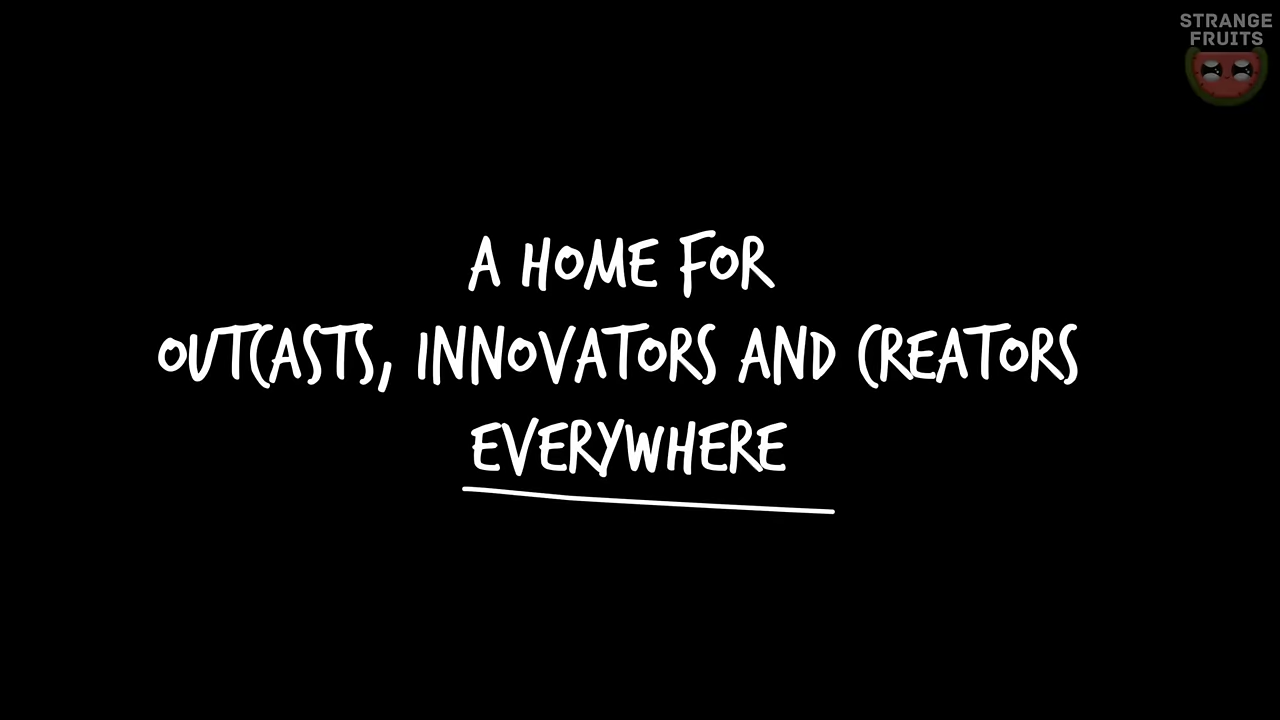 STRANGE
FRUITS
A HOME FOR
OUTCASTS, INNOVATORS AND CREATORS
EVERYWHERE